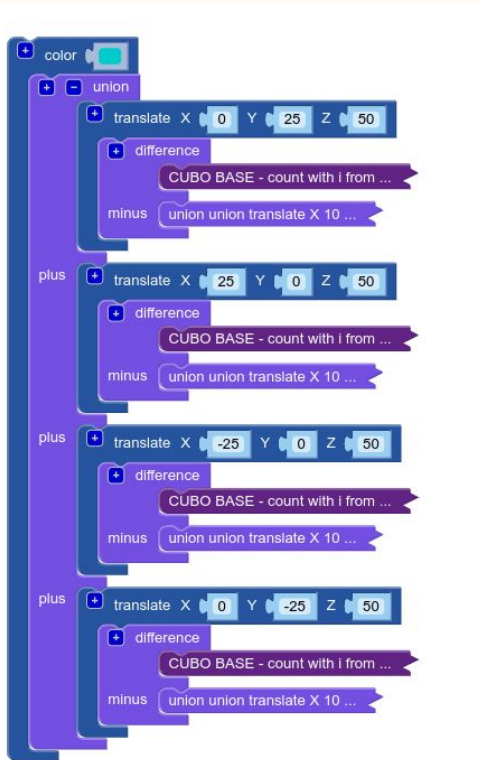 color
union
translate X 0 Y 25 Z 50
difference
CUBO BASE - count with i from ...
minus union union translate X 10 ...
plus translate X 25 Y 0 Z 50
difference
CUBO BASE - count with i from ...
minus union union translate X 10 ...
plus translate X -25 Y 0 Z 50
difference
CUBO BASE - count with i from ...
minus union union translate X 10 ...
plus translate X 0 Y -25 Z 50
difference
CUBO BASE - count with i from ...
minus union union translate X 10 ...